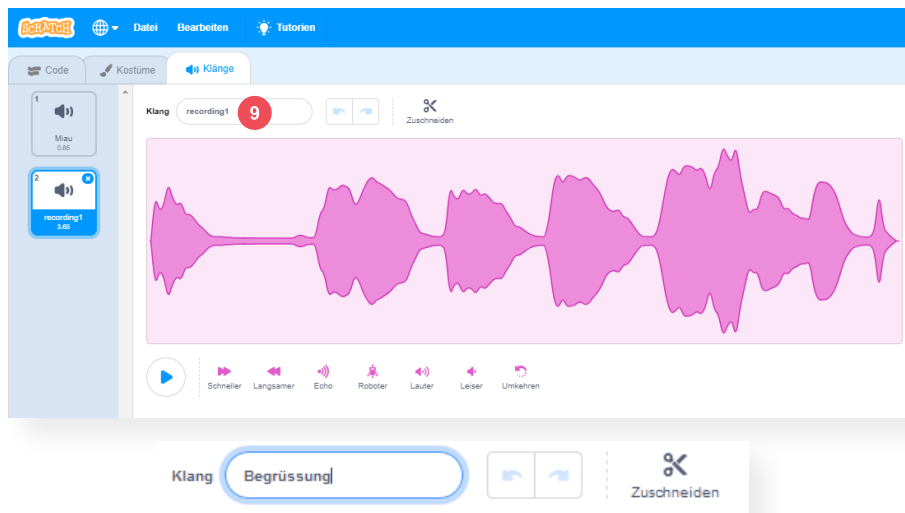 SCRATCH Datei Bearbeiten Tutorien
Code Kostüme Klänge
1
Miau
0.85
2
recording1
3.65
Klang recording1 9 Zuschneiden
Schneller Langsamer Echo Roboter Lauter Leiser Umkehren
Klang Begrüssung Zuschneiden